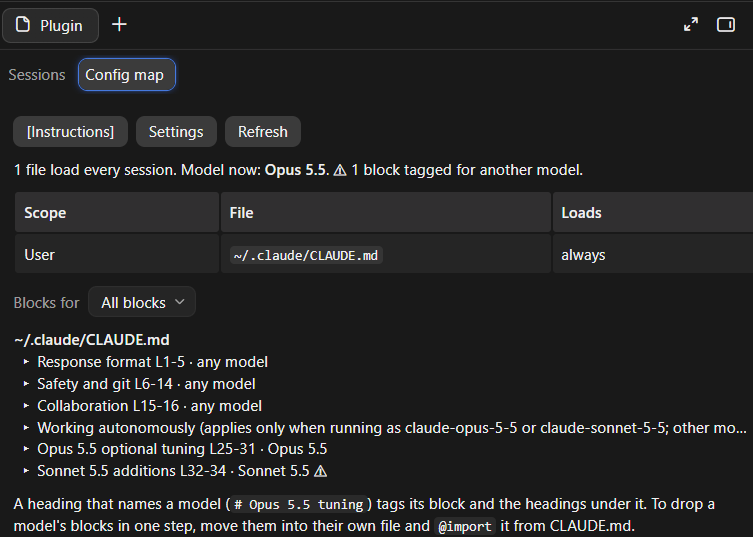 Plugin
Sessions Config map
[Instructions] Settings Refresh
1 file load every session. Model now: Opus 5.5. ⚠ 1 block tagged for another model.
Scope File Loads
User ~/.claude/CLAUDE.md always
Blocks for All blocks
~/.claude/CLAUDE.md
▸ Response format L1-5 · any model
▸ Safety and git L6-14 · any model
▸ Collaboration L15-16 · any model
▸ Working autonomously (applies only when running as claude-opus-5-5 or claude-sonnet-5-5; other mo...
▸ Opus 5.5 optional tuning L25-31 · Opus 5.5
▸ Sonnet 5.5 additions L32-34 · Sonnet 5.5 ⚠
A heading that names a model (# Opus 5.5 tuning) tags its block and the headings under it. To drop a
model's blocks in one step, move them into their own file and @import it from CLAUDE.md.